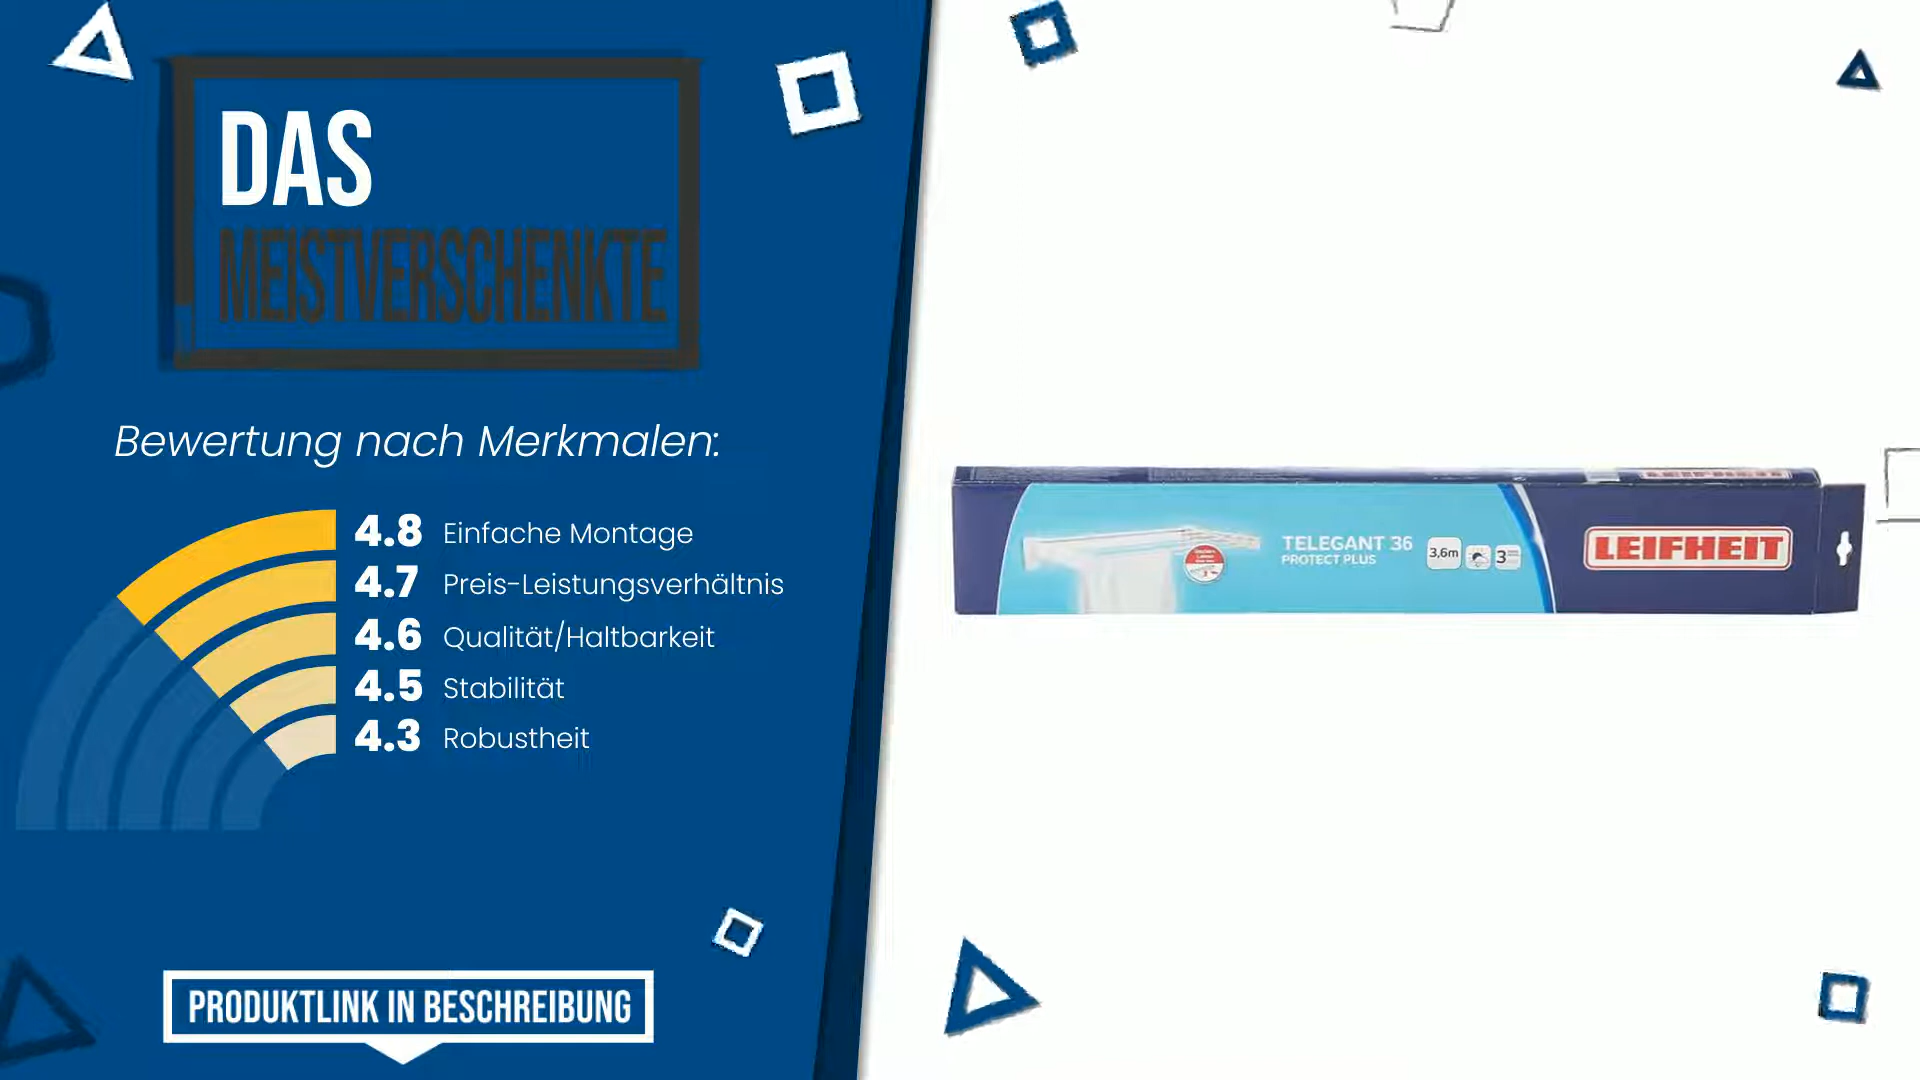 DAS
MEISTVERSCHENKTE
Bewertung nach Merkmalen:
4.8 Einfache Montage
4.7 Preis-Leistungsverhältnis
4.6 Qualität/Haltbarkeit
4.5 Stabilität
4.3 Robustheit
PRODUKTLINK IN BESCHREIBUNG
LEIFHEIT
TELEGANT 36
PROTECT PLUS
3,6m
3
LEIFHEIT